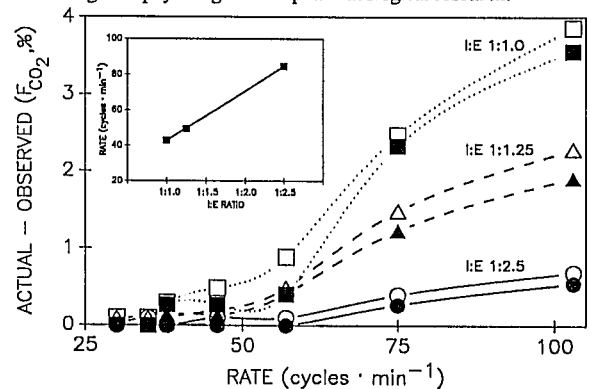 ACTUAL – OBSERVED (F_CO2, %)
4
3
2
1
0
25
50
75
100
RATE (cycles · min⁻¹)
I:E 1:1.0
I:E 1:1.25
I:E 1:2.5
RATE (cycles · min⁻¹)
100
80
60
40
20
1:1.0
1:1.5
1:2.0
1:2.5
I:E RATIO